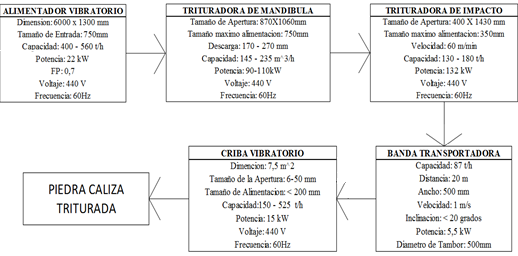 ALIMENTADOR VIBRATORIO
Dimension: 6000 x 1300 mm
Tamaño de Entrada: 750mm
Capacidad: 400 - 560 t/h
Potencia: 22 kW
FP: 0,7
Voltaje: 440 V
Frecuencia: 60Hz
TRITURADORA DE MANDIBULA
Tamaño de Apertura: 870X1060mm
Tamaño maximo alimentacion: 750mm
Descarga: 170 - 270 mm
Capacidad: 145 - 235 m^3/h
Potencia: 90-110kW
Voltaje: 440 V
Frecuencia: 60Hz
TRITURADORA DE IMPACTO
Tamaño de Apertura: 400 X 1430 mm
Tamaño maximo alimentacion: 350mm
Velocidad: 60 m/min
Capacidad: 130 - 180 t/h
Potencia: 132 kW
Voltaje: 440 V
Frecuencia: 60Hz
PIEDRA CALIZA
TRITURADA
CRIBA VIBRATORIO
Dimencion: 7,5 m^2
Tamaño de la Apertura: 6-50 mm
Tamaño de Alimentacion: < 200 mm
Capacidad:150 - 525 t/h
Potencia: 15 kW
Voltaje: 440 V
Frecuencia: 60Hz
BANDA TRANSPORTADORA
Capacidad: 87 t/h
Distancia: 20 m
Ancho: 500 mm
Velocidad: 1 m/s
Inclinacion: < 20 grados
Potencia: 5,5 kW
Diametro de Tambor: 500mm